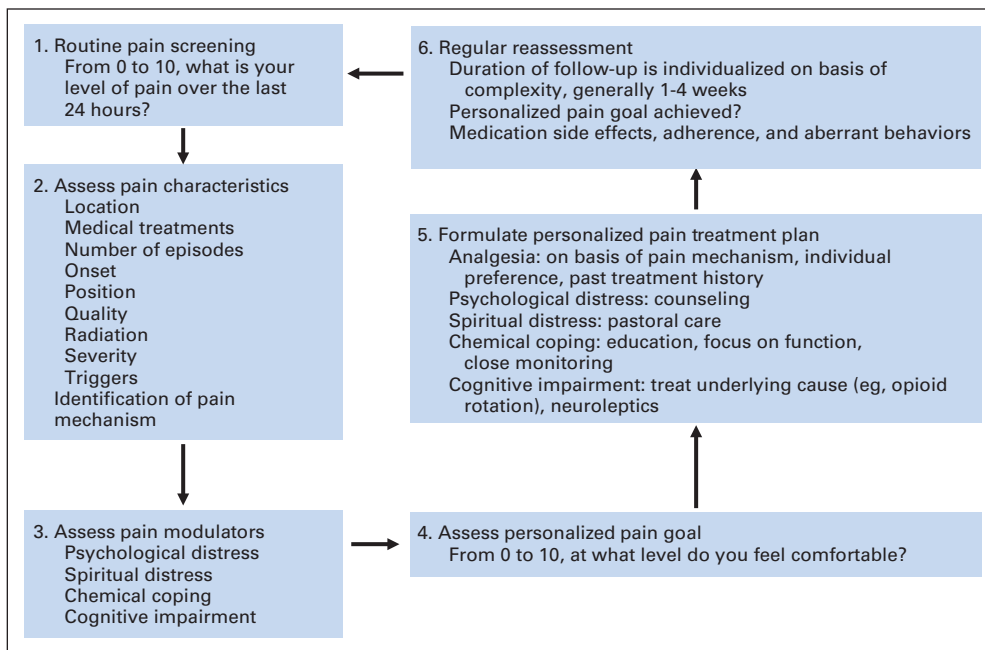 1. Routine pain screening
From 0 to 10, what is your
level of pain over the last
24 hours?
2. Assess pain characteristics
Location
Medical treatments
Number of episodes
Onset
Position
Quality
Radiation
Severity
Triggers
Identification of pain
mechanism
3. Assess pain modulators
Psychological distress
Spiritual distress
Chemical coping
Cognitive impairment
4. Assess personalized pain goal
From 0 to 10, at what level do you feel comfortable?
5. Formulate personalized pain treatment plan
Analgesia: on basis of pain mechanism, individual
preference, past treatment history
Psychological distress: counseling
Spiritual distress: pastoral care
Chemical coping: education, focus on function,
close monitoring
Cognitive impairment: treat underlying cause (eg, opioid
rotation), neuroleptics
6. Regular reassessment
Duration of follow-up is individualized on basis of
complexity, generally 1-4 weeks
Personalized pain goal achieved?
Medication side effects, adherence, and aberrant behaviors